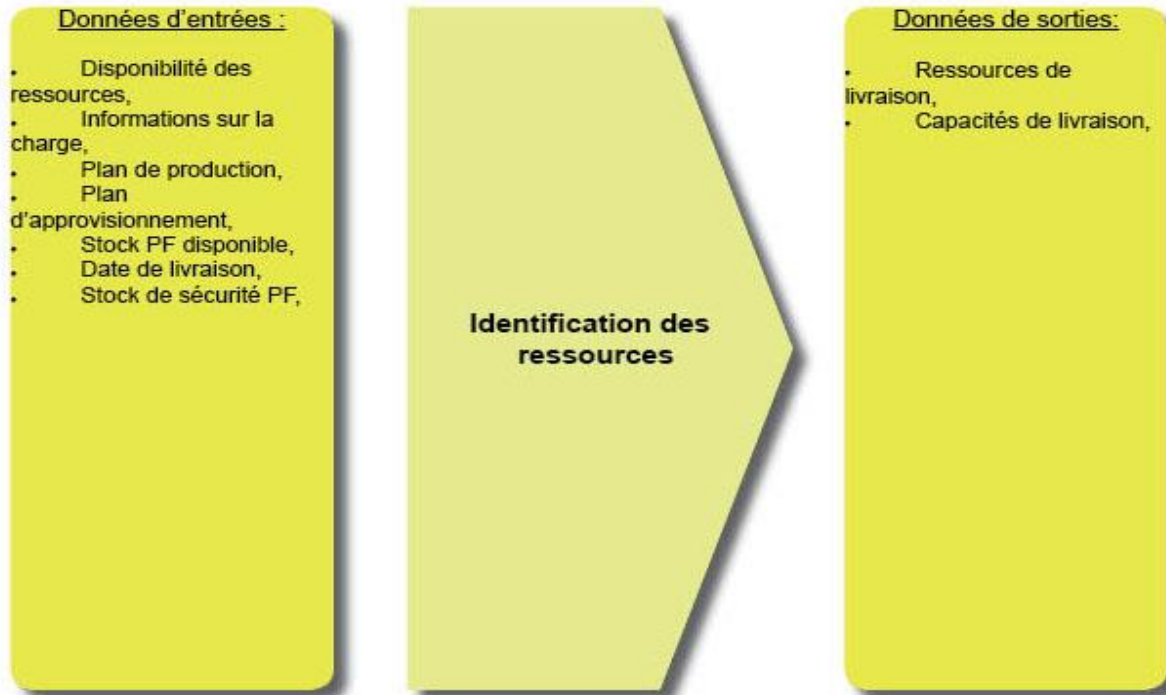 Données d'entrées :
• Disponibilité des
ressources,
• Informations sur la
charge,
• Plan de production,
• Plan
d'approvisionnement,
• Stock PF disponible,
• Date de livraison,
• Stock de sécurité PF,
Identification des
ressources
Données de sorties:
• Ressources de
livraison,
• Capacités de livraison,